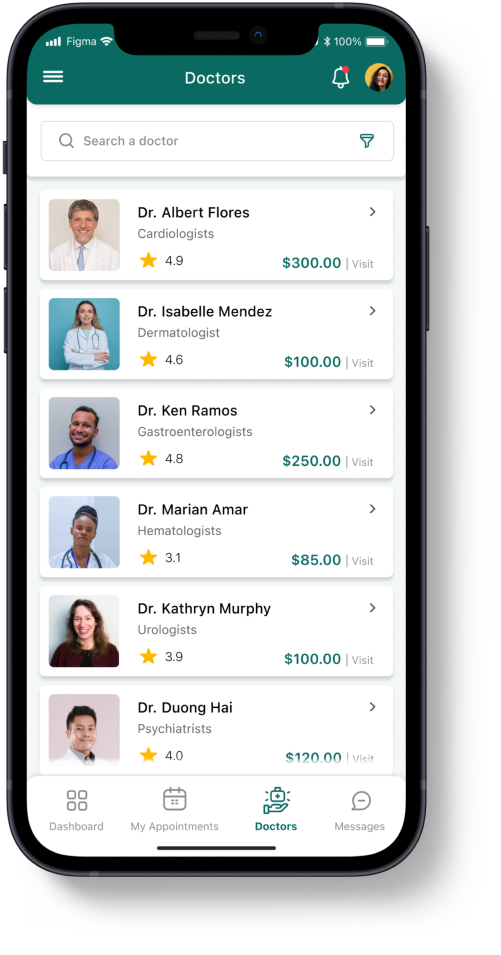 Figma
100%
Doctors
Search a doctor
Dr. Albert Flores
Cardiologists
4.9
$300.00 | Visit
Dr. Isabelle Mendez
Dermatologist
4.6
$100.00 | Visit
Dr. Ken Ramos
Gastroenterologists
4.8
$250.00 | Visit
Dr. Marian Amar
Hematologists
3.1
$85.00 | Visit
Dr. Kathryn Murphy
Urologists
3.9
$100.00 | Visit
Dr. Duong Hai
Psychiatrists
4.0
$120.00 | Visit
Dashboard
My Appointments
Doctors
Messages